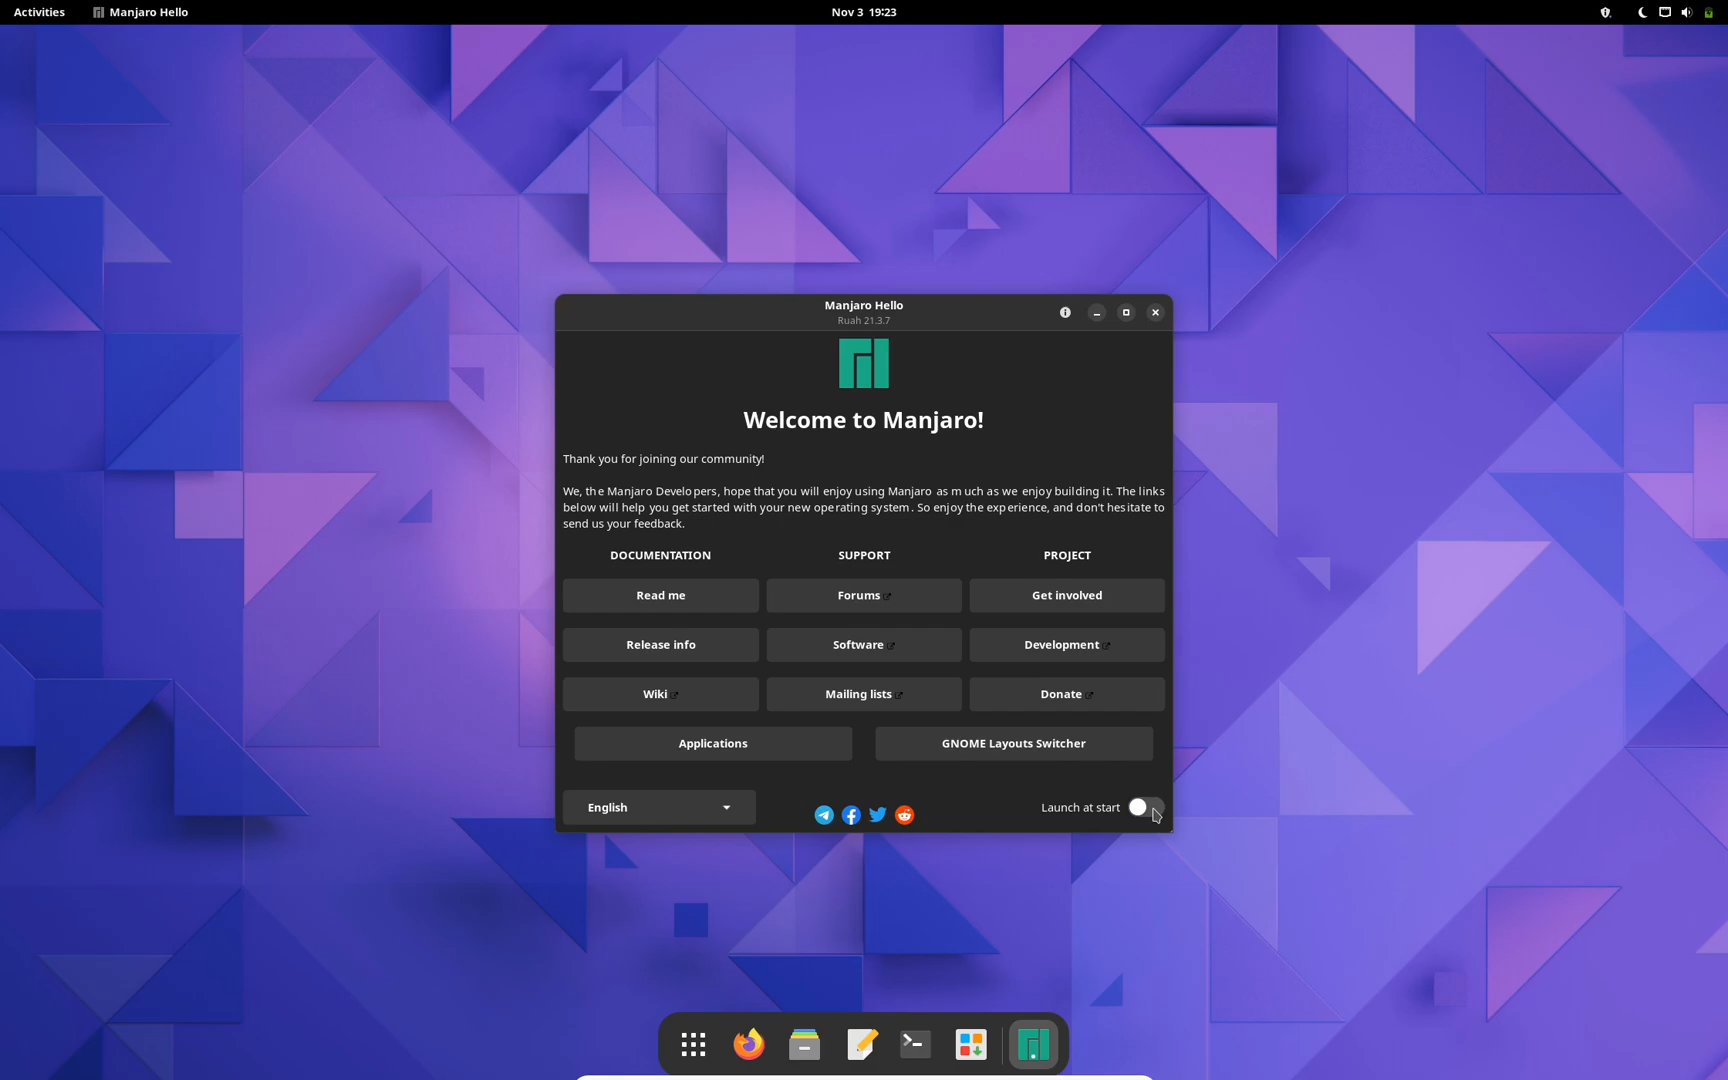 Activities
Manjaro Hello
Nov 3 19:23
Manjaro Hello
Ruah 21.3.7
Welcome to Manjaro!
Thank you for joining our community!
We, the Manjaro Developers, hope that you will enjoy using Manjaro as much as we enjoy building it. The links
below will help you get started with your new operating system. So enjoy the experience, and don't hesitate to
send us your feedback.
DOCUMENTATION SUPPORT PROJECT
Read me Forums Get involved
Release info Software Development
Wiki Mailing lists Donate
Applications GNOME Layouts Switcher
English Launch at start